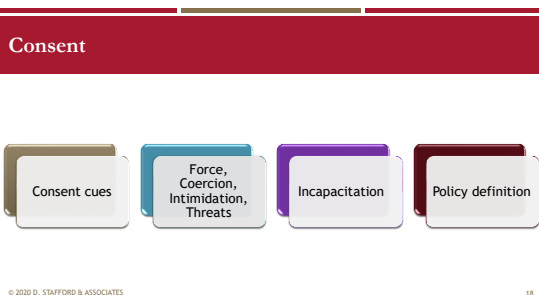 Consent
Consent cues
Force,
Coercion,
Intimidation,
Threats
Incapacitation
Policy definition
© 2020 D. STAFFORD & ASSOCIATES
18